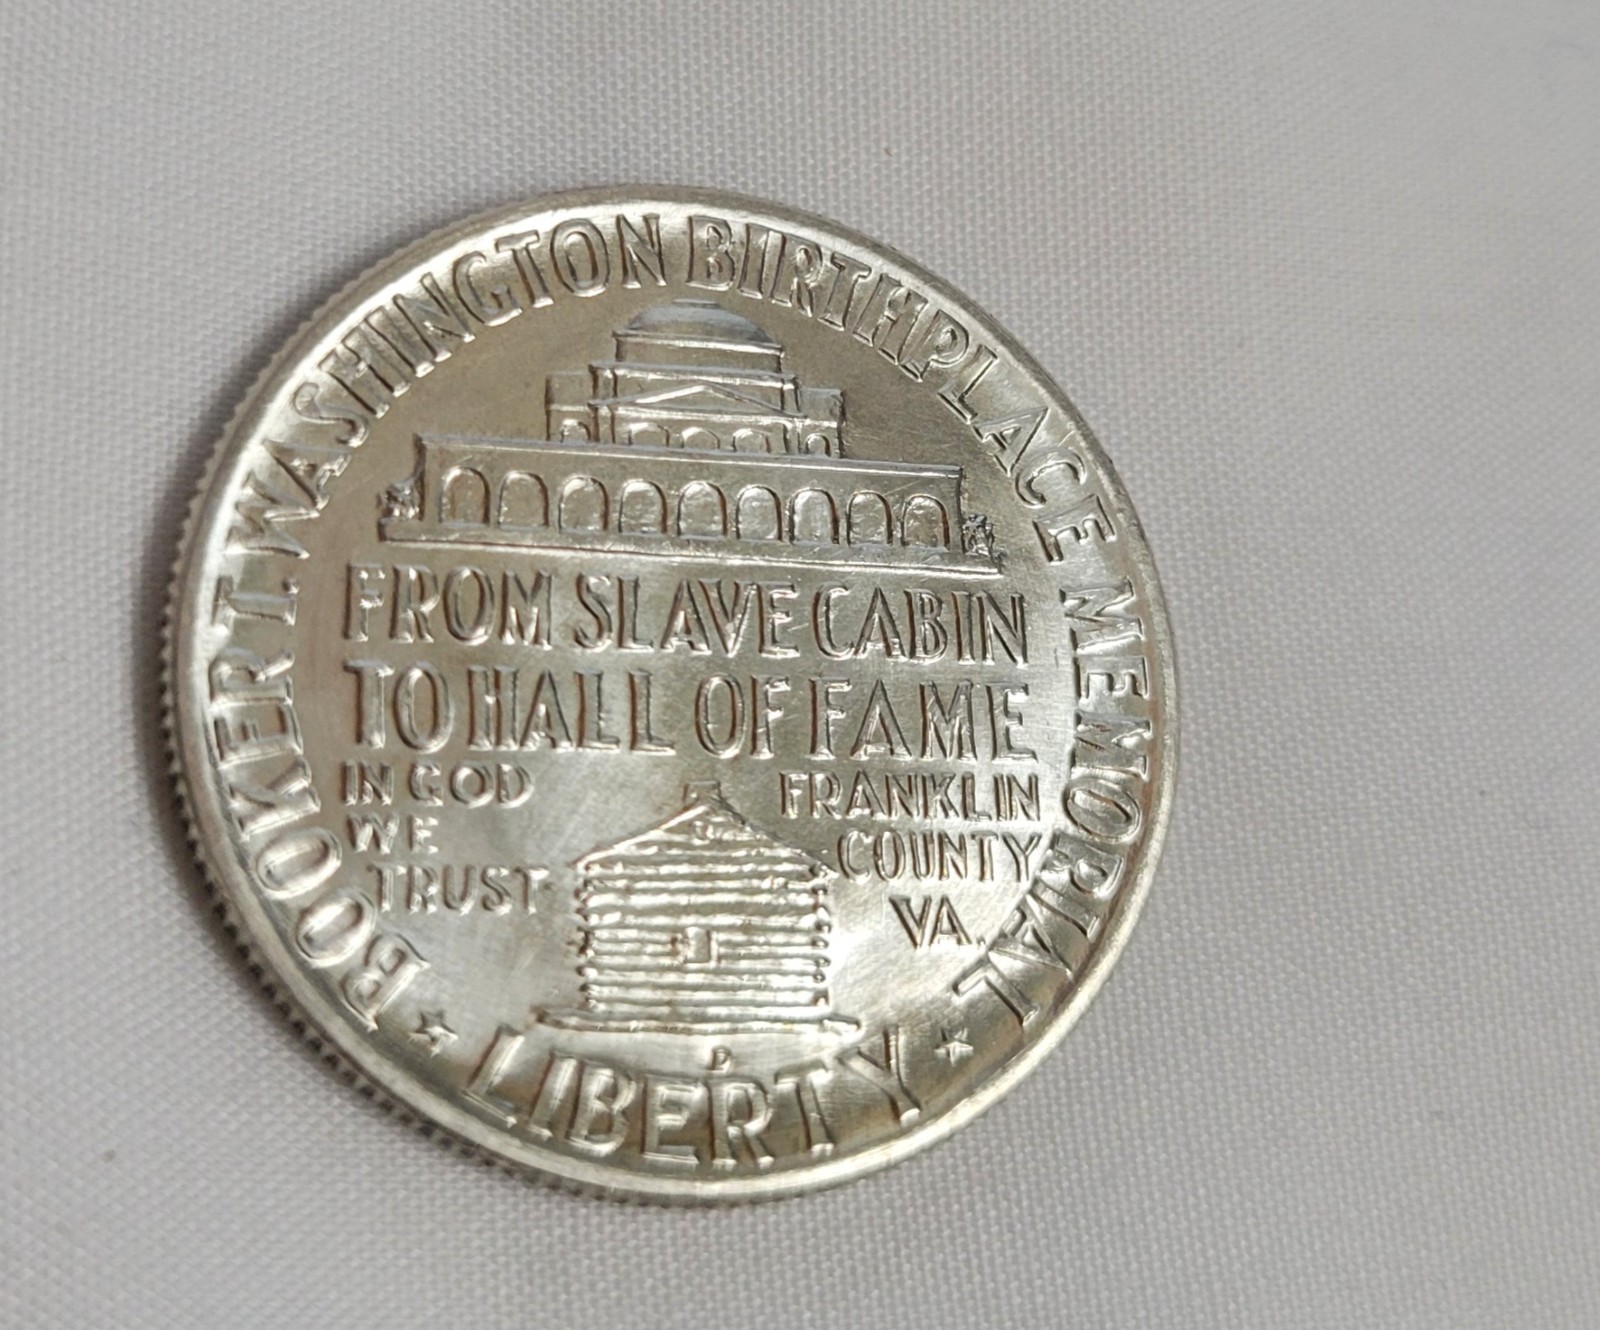 BOOKER T. WASHINGTON BIRTHPLACE MEMORIAL
FROM SLAVE CABIN
TO HALL OF FAME
IN GOD
WE
TRUST
FRANKLIN
COUNTY
VA.
D
LIBERTY